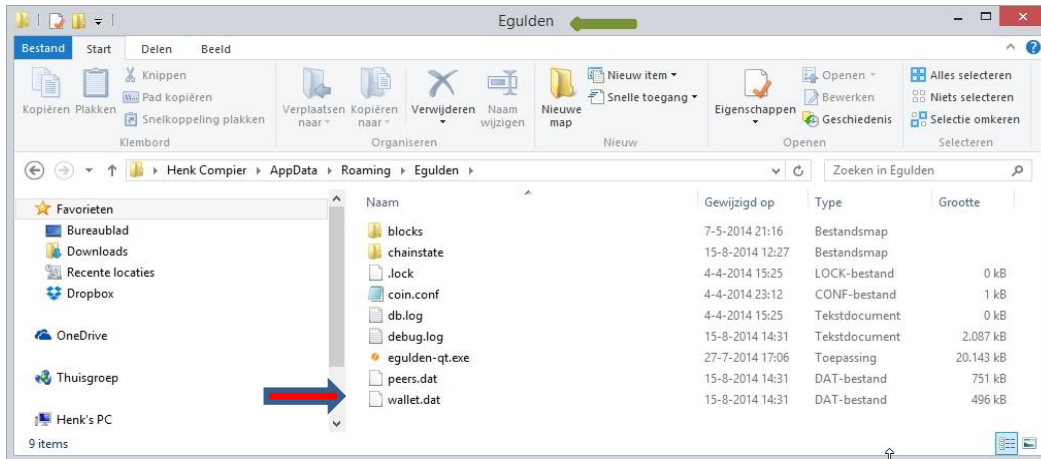 Egulden
Bestand Start Delen Beeld
Kopiëren Plakken Knippen Pad kopiëren Snelkoppeling plakken
Verplaatsen naar Kopiëren naar Verwijderen Naam wijzigen
Nieuwe map Nieuw item Snelle toegang
Eigenschappen Openen Bewerken Geschiedenis
Alles selecteren Niets selecteren Selectie omkeren
Klembord Organiseren Nieuw Openen Selecteren
Henk Compier AppData Roaming Egulden Zoeken in Egulden
Favorieten
Bureaublad
Downloads
Recente locaties
Dropbox
OneDrive
Thuisgroep
Henk's PC
Naam Gewijzigd op Type Grootte
blocks 7-5-2014 21:16 Bestandsmap
chainstate 15-8-2014 12:27 Bestandsmap
.lock 4-4-2014 15:25 LOCK-bestand 0 kB
coin.conf 4-4-2014 23:12 CONF-bestand 1 kB
db.log 4-4-2014 15:25 Tekstdocument 0 kB
debug.log 15-8-2014 14:31 Tekstdocument 2.087 kB
egulden-qt.exe 27-7-2014 17:06 Toepassing 20.143 kB
peers.dat 15-8-2014 14:31 DAT-bestand 751 kB
wallet.dat 15-8-2014 14:31 DAT-bestand 496 kB
9 items